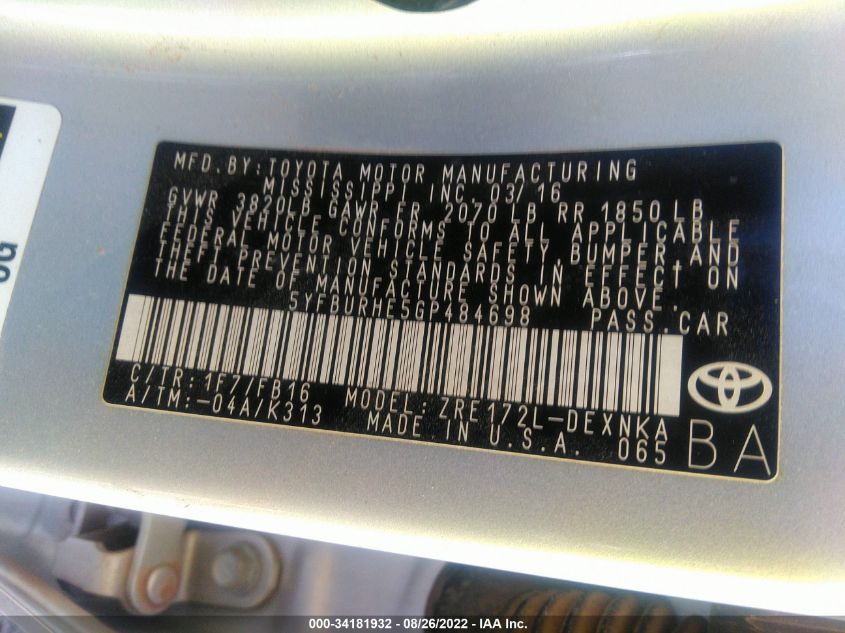 MFD. BY: TOYOTA MOTOR MANUFACTURING
MISSISSIPPI INC. 03/16
GVWR 3820LB GAWR FR 2070 LB RR 1850 LB
THIS VEHICLE CONFORMS TO ALL APPLICABLE
FEDERAL MOTOR VEHICLE SAFETY, BUMPER, AND
THEFT PREVENTION STANDARDS IN EFFECT ON
THE DATE OF MANUFACTURE SHOWN ABOVE.
5YFBURHE5GP484698 PASS. CAR
C/TR: 1F7/FB16 MODEL: ZRE172L-DEXNKA
A/TM: -04A/K313 MADE IN U.S.A. 065
BA
000-34181932 - 08/26/2022 - IAA Inc.